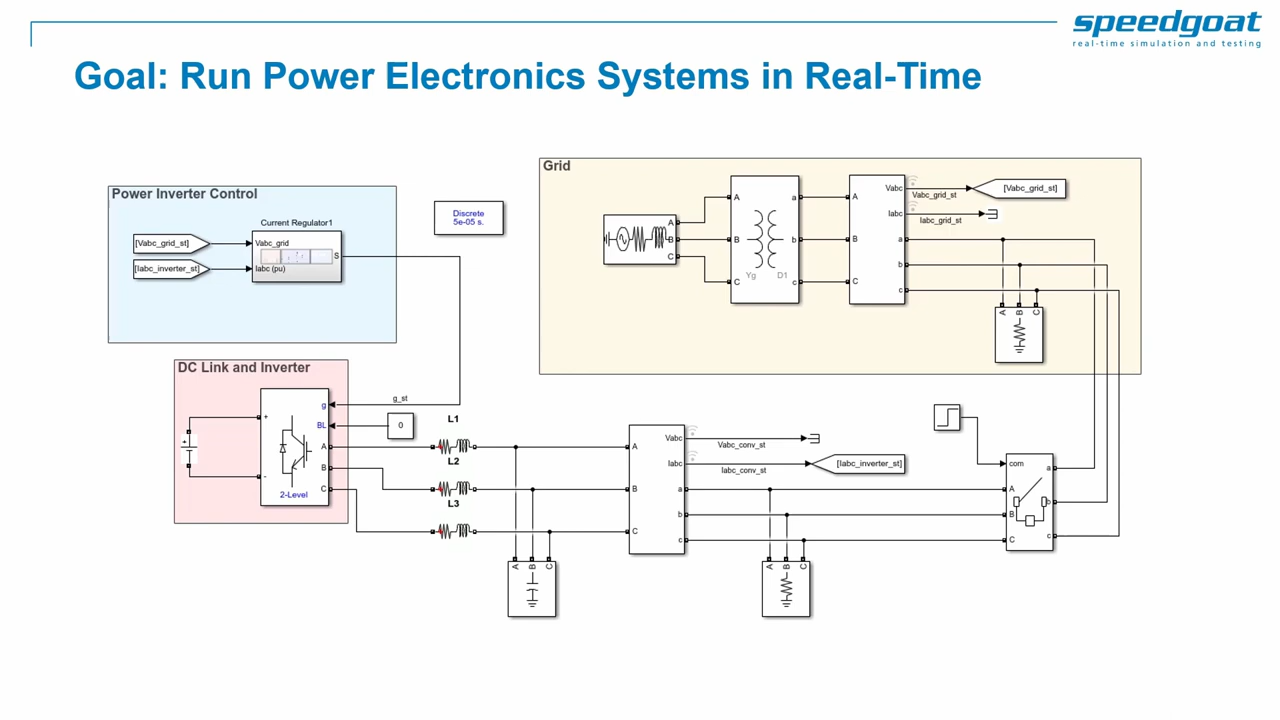 speedgoat
real-time simulation and testing
Goal: Run Power Electronics Systems in Real-Time
Power Inverter Control
Current Regulator1
[Vabc_grid_st]
[Iabc_inverter_st]
Vabc_grid
Iabc (pu)
S
Discrete
5e-05 s.
Grid
A
B
C
A
B
C
a
b
c
Yg
D1
A
B
C
Vabc
Iabc
a
b
c
Vabc_grid_st
Iabc_grid_st
[Vabc_grid_st]
A
B
C
DC Link and Inverter
+
+
-
g
BL
A
B
C
2-Level
g_st
0
L1
L2
L3
A
B
C
A
B
C
Vabc
Iabc
a
b
c
Vabc_conv_st
Iabc_conv_st
[Iabc_inverter_st]
A
B
C
com
A
B
C
a
b
c